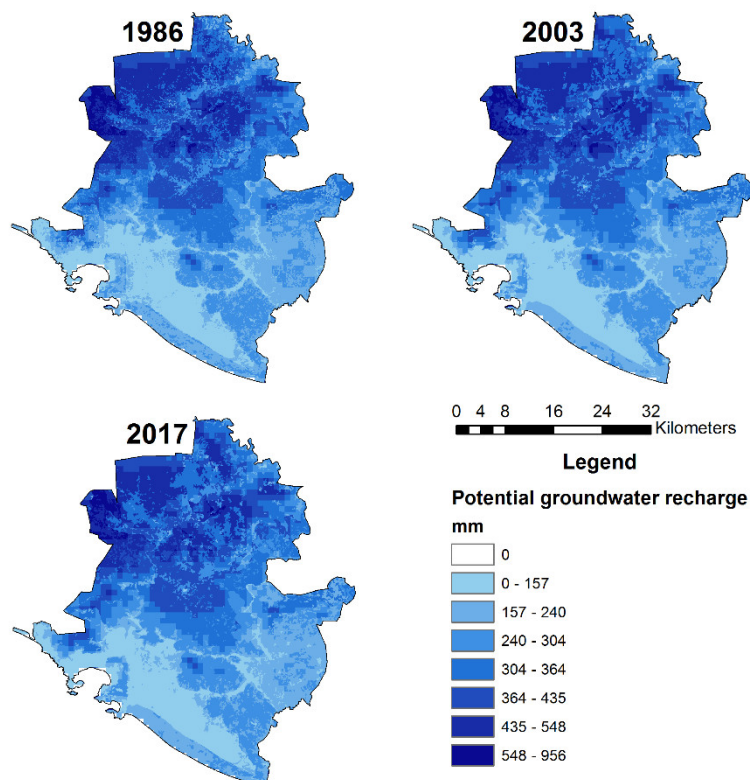 1986
2003
2017
0 2 4 8 16 24 32
Kilometers
Legend
Potential groundwater recharge
mm
0
0 - 157
157 - 240
240 - 304
304 - 364
364 - 435
435 - 548
548 - 956